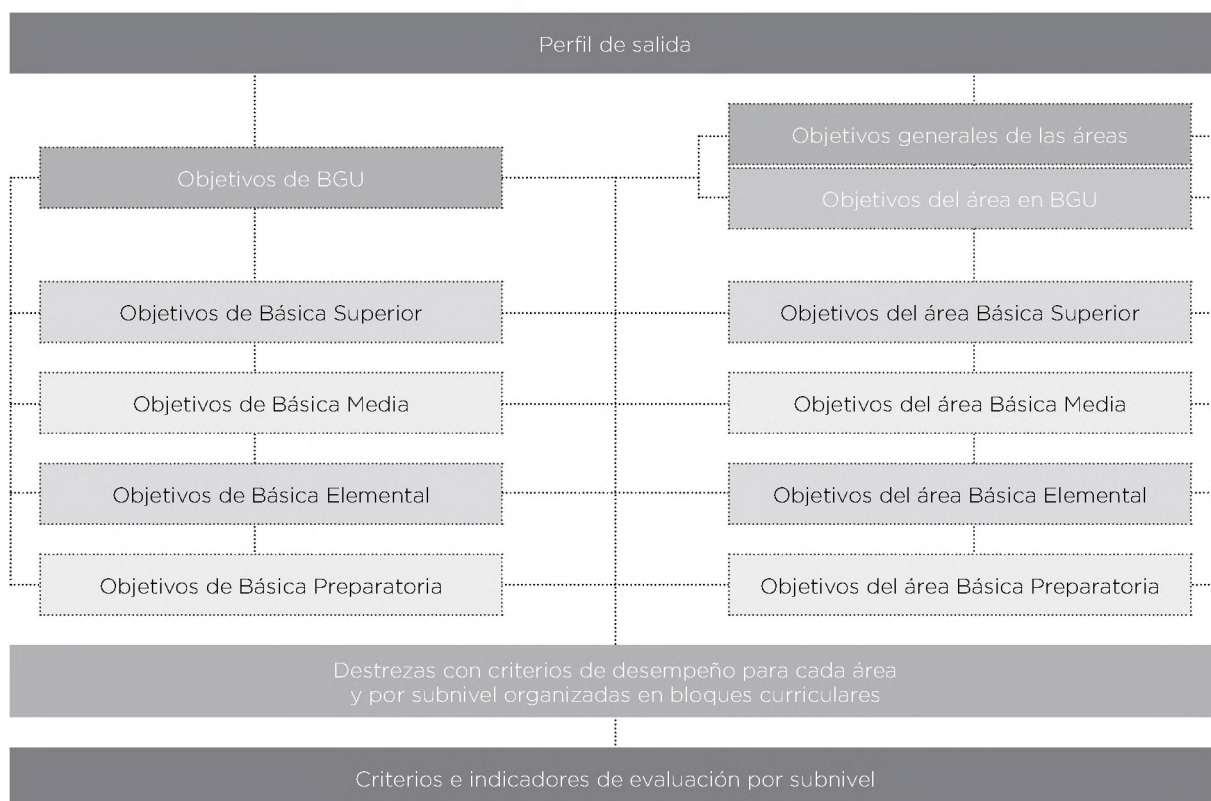 Perfil de salida
Objetivos generales de las áreas
Objetivos de BGU
Objetivos del área en BGU
Objetivos de Básica Superior
Objetivos del área Básica Superior
Objetivos de Básica Media
Objetivos del área Básica Media
Objetivos de Básica Elemental
Objetivos del área Básica Elemental
Objetivos de Básica Preparatoria
Objetivos del área Básica Preparatoria
Destrezas con criterios de desempeño para cada área
y por subnivel organizadas en bloques curriculares
Criterios e indicadores de evaluación por subnivel